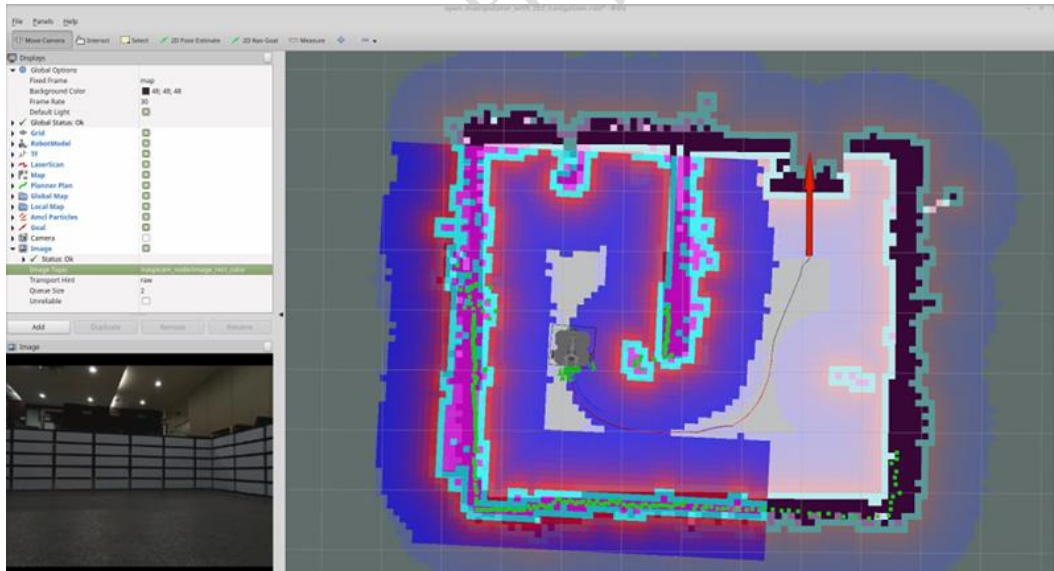 open_manipulator_with_tb3_navigation.rviz* - RViz
File Panels Help
Move Camera Interact Select 2D Pose Estimate 2D Nav Goal Measure
Displays
Global Options
Fixed Frame map
Background Color 48; 48; 48
Frame Rate 30
Default Light
Global Status: Ok
Grid
RobotModel
TF
LaserScan
Map
Planner Plan
Global Map
Local Map
Amcl Particles
Goal
Camera
Image
Status: Ok
Image Topic
Transport Hint raw
Queue Size 2
Unreliable
Add Duplicate Remove Rename
Image